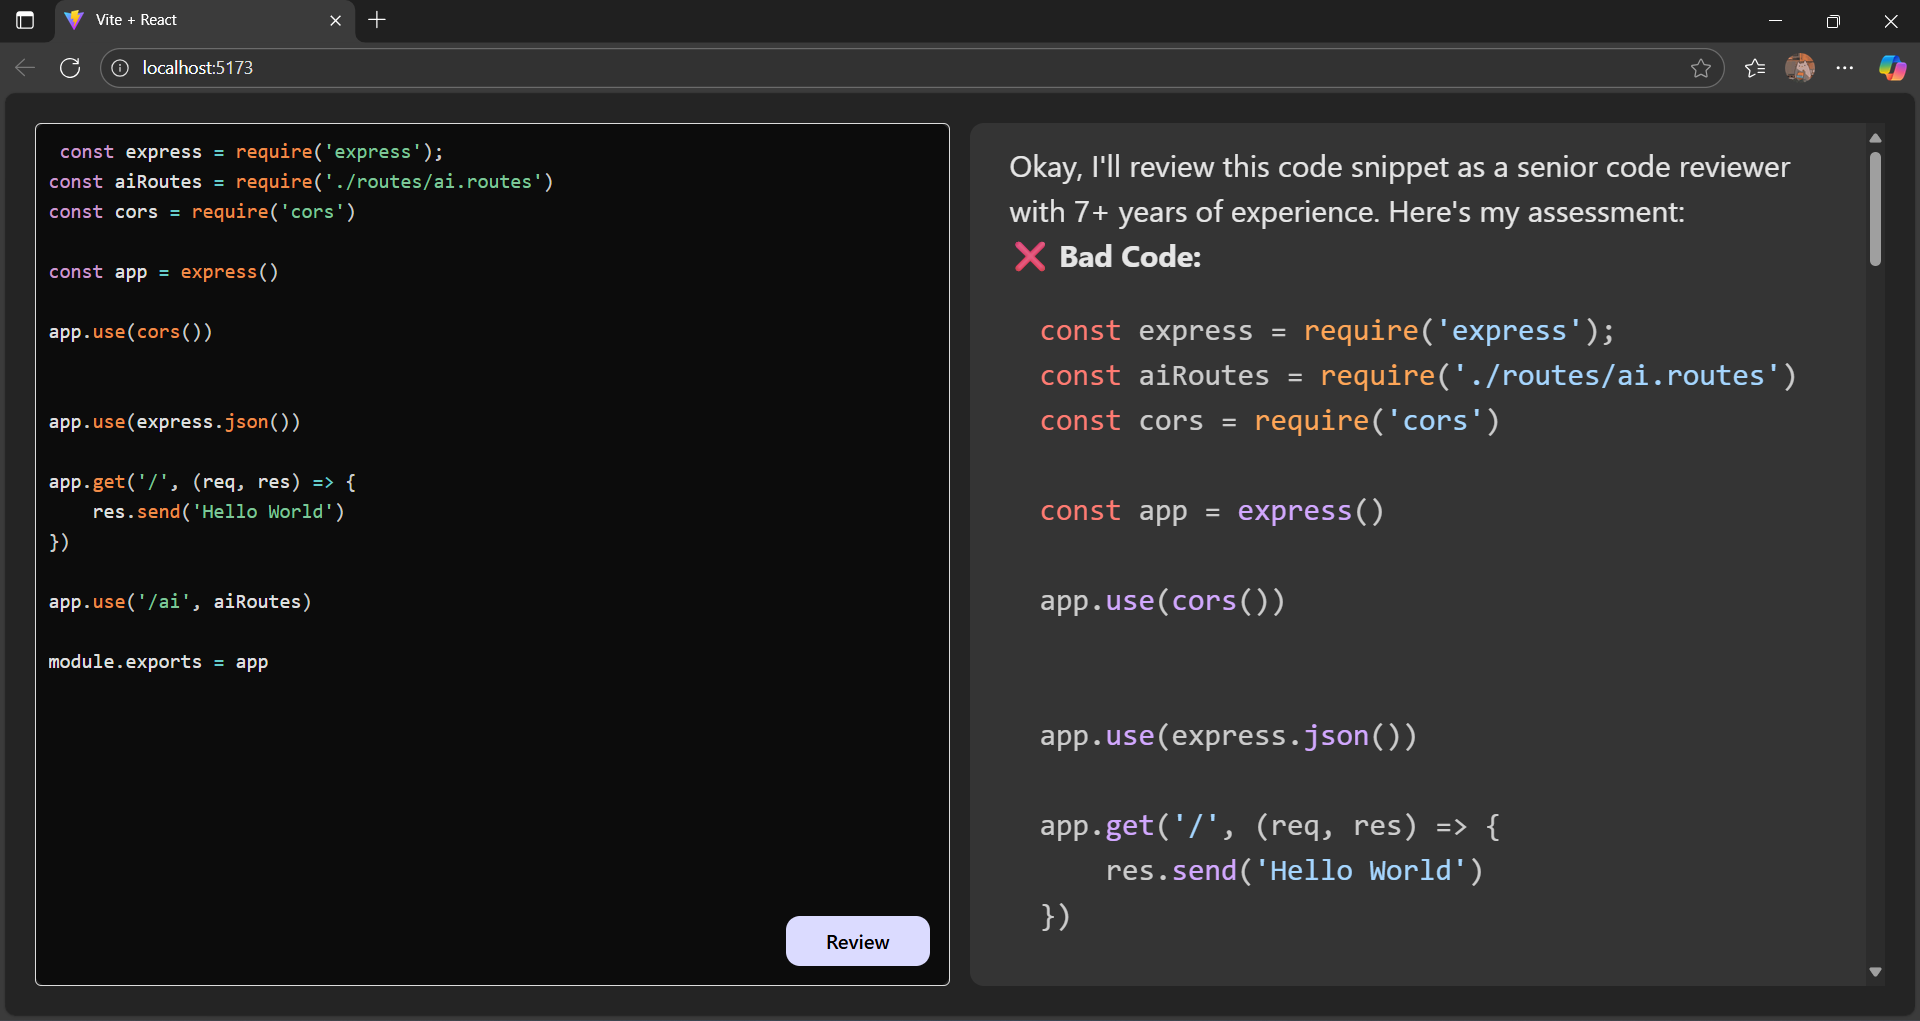 Vite + React
localhost:5173
const express = require('express');
const aiRoutes = require('./routes/ai.routes')
const cors = require('cors')
const app = express()
app.use(cors())
app.use(express.json())
app.get('/', (req, res) => {
    res.send('Hello World')
})
app.use('/ai', aiRoutes)
module.exports = app
Review
Okay, I'll review this code snippet as a senior code reviewer
with 7+ years of experience. Here's my assessment:
❌ Bad Code:
const express = require('express');
const aiRoutes = require('./routes/ai.routes')
const cors = require('cors')
const app = express()
app.use(cors())
app.use(express.json())
app.get('/', (req, res) => {
    res.send('Hello World')
})